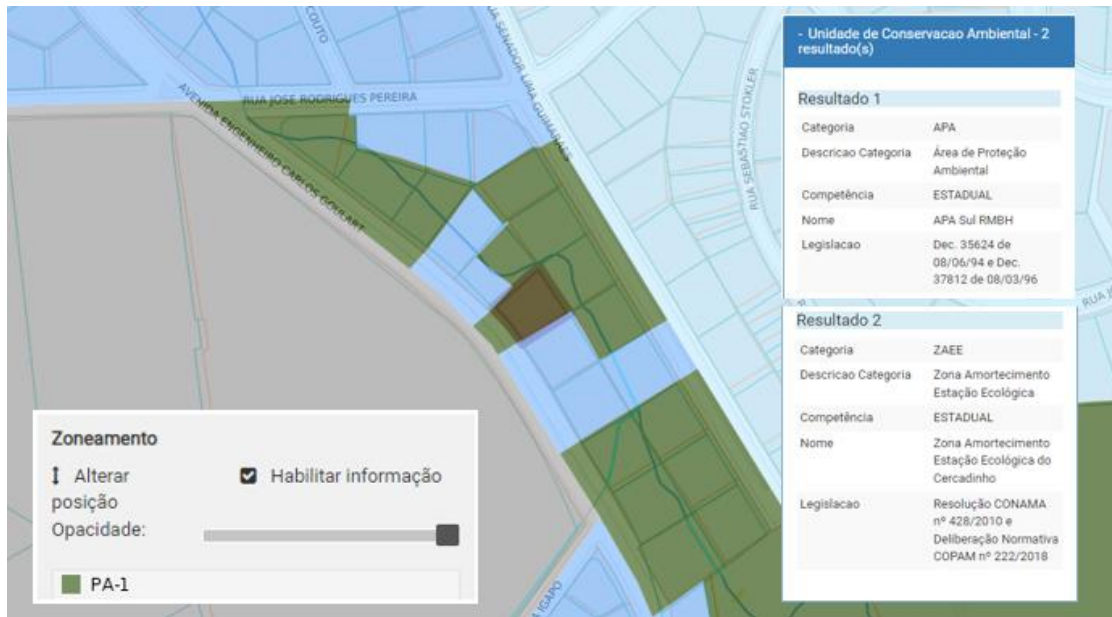 COUTO
RUA SENADOR LIMA GUIMARÃES
AVENIDA ENGENHEIRO CARLOS GOULART
RUA JOSE RODRIGUES PEREIRA
RUA SEBASTIAO STOKLER
- Unidade de Conservacao Ambiental - 2
resultado(s)
Resultado 1
Categoria APA
Descricao Categoria Área de Proteção
Ambiental
Competência ESTADUAL
Nome APA Sul RMBH
Legislacao Dec. 35624 de
08/06/94 e Dec.
37812 de 08/03/96
Resultado 2
Categoria ZAEE
Descricao Categoria Zona Amortecimento
Estação Ecológica
Competência ESTADUAL
Nome Zona Amortecimento
Estação Ecológica do
Cercadinho
Legislacao Resolução CONAMA
nº 428/2010 e
Deliberação Normativa
COPAM nº 222/2018
Zoneamento
Alterar
posição
Habilitar informação
Opacidade:
PA-1
IGAPO
RUA